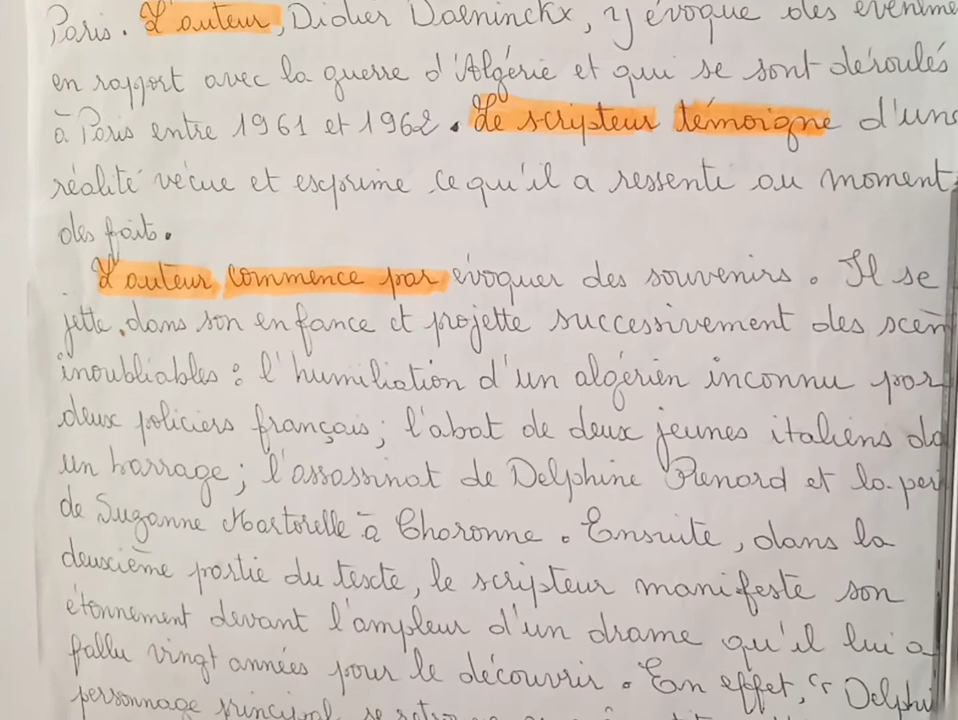 Paris. L'auteur, Didier Daeninckx, y évoque des évènime
en rapport avec la guerre d'Algérie et qui se sont déroulés
à Paris entre 1961 et 1962. Le scripteur témoigne d'une
réalité vécue et exprime ce qu'il a ressenti au moment
des faits.
L'auteur commence par évoquer des souvenirs. Il se
jette dans son enfance et projette successivement des scèn
inoubliables : l'humiliation d'un algérien inconnu par
deux policiers français ; l'abat de deux jeunes italiens da
un barrage ; l'assassinat de Delphine Renard et la per
de Suzanne Martorelle à Charonne. Ensuite, dans la
deuxième partie du texte, le scripteur manifeste son
étonnement devant l'ampleur d'un drame qu'il lui a
fallu vingt années pour le découvrir. En effet, " Delphi
personnage principal